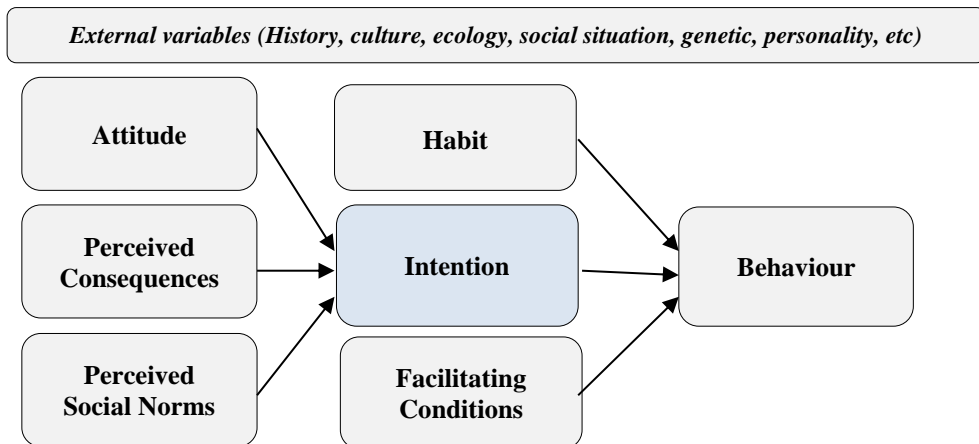 External variables (History, culture, ecology, social situation, genetic, personality, etc)
Attitude
Habit
Perceived
Consequences
Intention
Behaviour
Perceived
Social Norms
Facilitating
Conditions